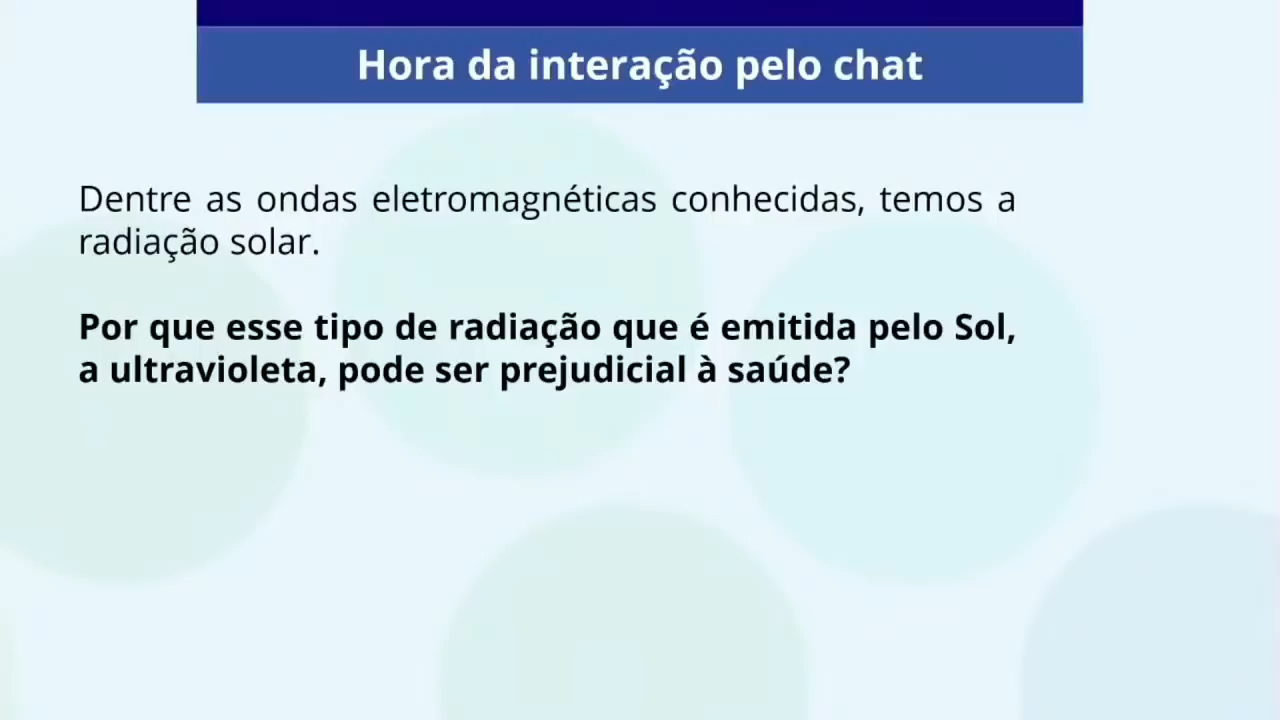 Hora da interação pelo chat
Dentre as ondas eletromagnéticas conhecidas, temos a
radiação solar.
Por que esse tipo de radiação que é emitida pelo Sol,
a ultravioleta, pode ser prejudicial à saúde?